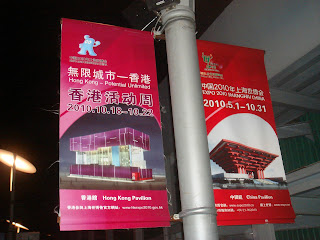 無限城市—香港
Hong Kong – Potential Unlimited
香港活动周
2010.10.18-10.22
香港館 Hong Kong Pavilion
中国2010年上海世博会
EXPO 2010 SHANGHAI CHINA
2010.5.1-10.31
中国馆 China Pavilion